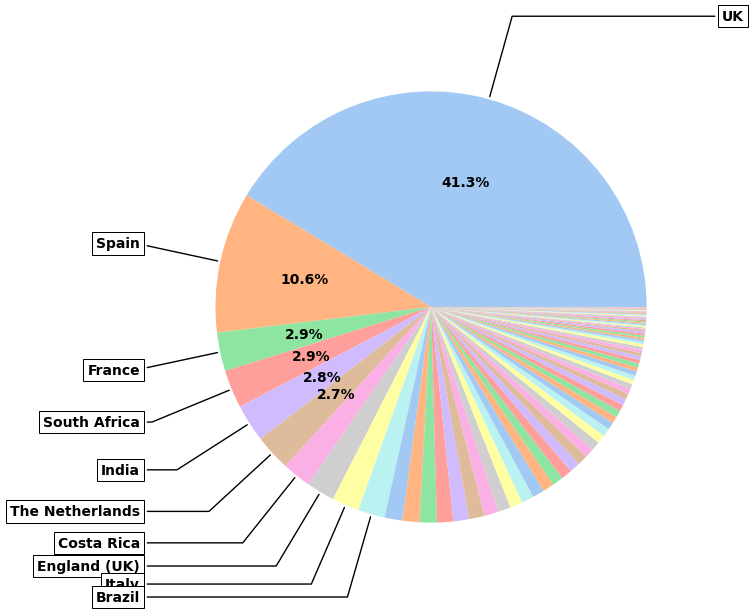 UK
41.3%
Spain
10.6%
2.9%
France
2.9%
2.8%
South Africa
2.7%
India
The Netherlands
Costa Rica
England (UK)
Italy
Brazil